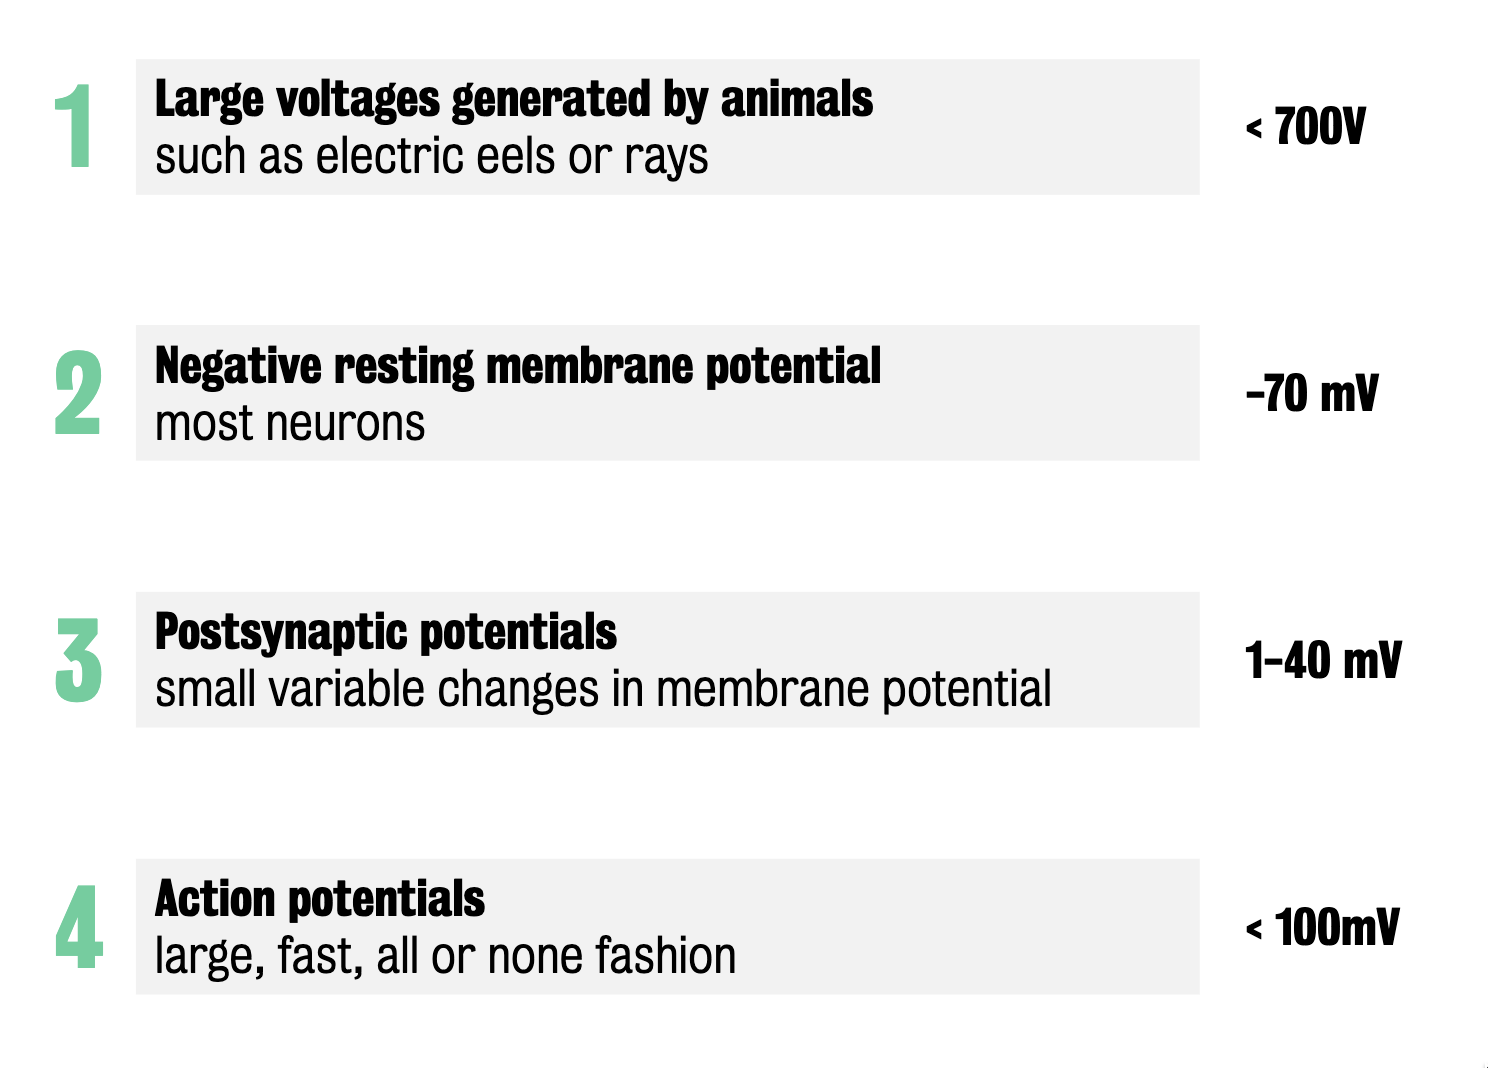 1
Large voltages generated by animals
such as electric eels or rays
< 700V
2
Negative resting membrane potential
most neurons
–70 mV
3
Postsynaptic potentials
small variable changes in membrane potential
1–40 mV
4
Action potentials
large, fast, all or none fashion
< 100mV